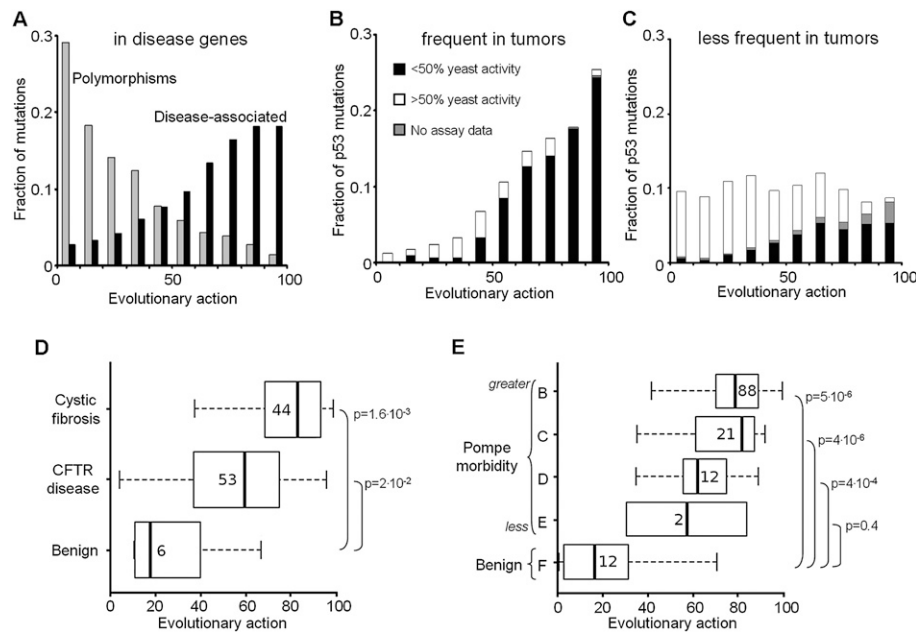 A
in disease genes
0.3
0.2
0.1
0
Fraction of mutations
Polymorphisms
Disease-associated
0
50
100
Evolutionary action
B
frequent in tumors
0.3
0.2
0.1
0
Fraction of p53 mutations
<50% yeast activity
>50% yeast activity
No assay data
0
50
100
Evolutionary action
C
less frequent in tumors
0.3
0.2
0.1
0
Fraction of p53 mutations
0
50
100
Evolutionary action
D
Cystic
fibrosis
44
CFTR
disease
53
Benign
6
p=1.6·10-3
p=2·10-2
0
20
40
60
80
100
Evolutionary action
E
greater
Pompe
morbidity
less
Benign
B
88
C
21
D
12
E
2
F
12
p=5·10-6
p=4·10-6
p=4·10-4
p=0.4
0
20
40
60
80
100
Evolutionary action